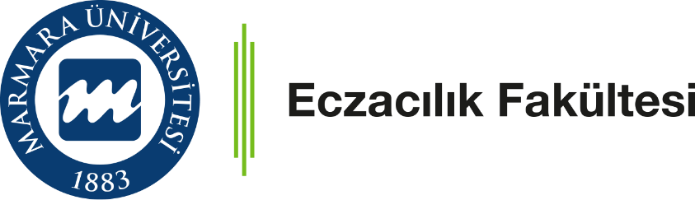 MARMARA ÜNİVERSİTESİ
1883
Eczacılık Fakültesi